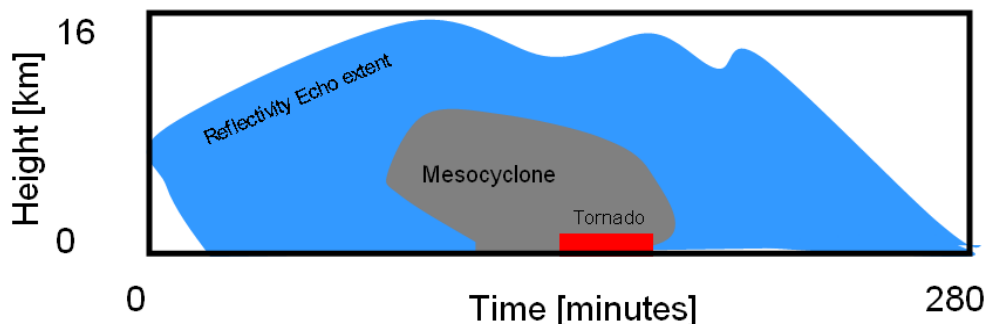 16
Height [km]
Reflectivity Echo extent
Mesocyclone
Tornado
0
0
Time [minutes]
280